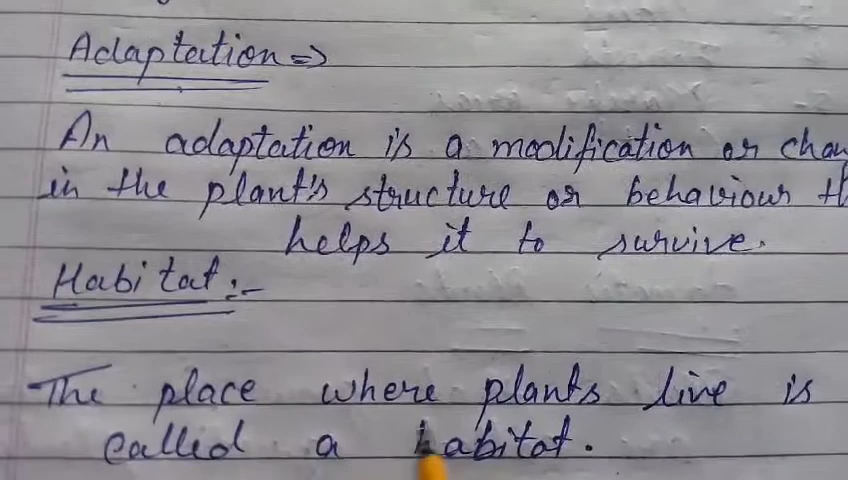 Adaptation =>
An adaptation is a modification or
in the plant's structure or behaviour
helps it to survive.
Habitat :-
The place where plants live is
called a habitat.